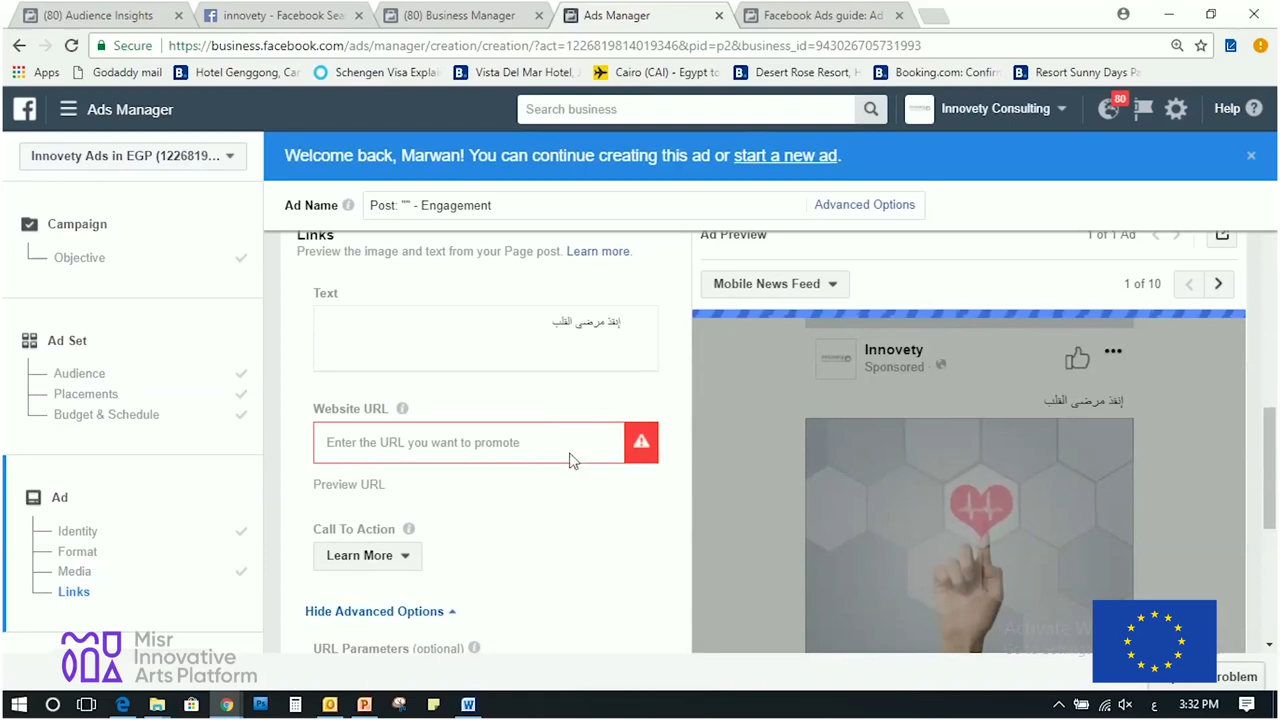 (80) Audience Insights
innovety - Facebook Sea
(80) Business Manager
Ads Manager
Facebook Ads guide: Ad
Secure
https://business.facebook.com/ads/manager/creation/creation/?act=1226819814019346&pid=p2&business_id=943026705731993
Apps
Godaddy mail
Hotel Genggong, Car
Schengen Visa Explai
Vista Del Mar Hotel,
Cairo (CAI) - Egypt to
Desert Rose Resort, H
Booking.com: Confirm
Resort Sunny Days Pa
Ads Manager
Search business
Innovety Consulting
80
Help
Innovety Ads in EGP (1226819...
Welcome back, Marwan! You can continue creating this ad or start a new ad.
Ad Name
Post: "" - Engagement
Advanced Options
Campaign
Objective
Ad Set
Audience
Placements
Budget & Schedule
Ad
Identity
Format
Media
Links
Links
Preview the image and text from your Page post. Learn more.
Text
إنقذ مرضى القلب
Website URL
Enter the URL you want to promote
Preview URL
Call To Action
Learn More
Hide Advanced Options
URL Parameters (optional)
Ad Preview
1 of 1 Ad
Mobile News Feed
1 of 10
Innovety
Sponsored
إنقذ مرضى القلب
Activate W
Misr
Innovative
Arts Platform
roblem
3:32 PM